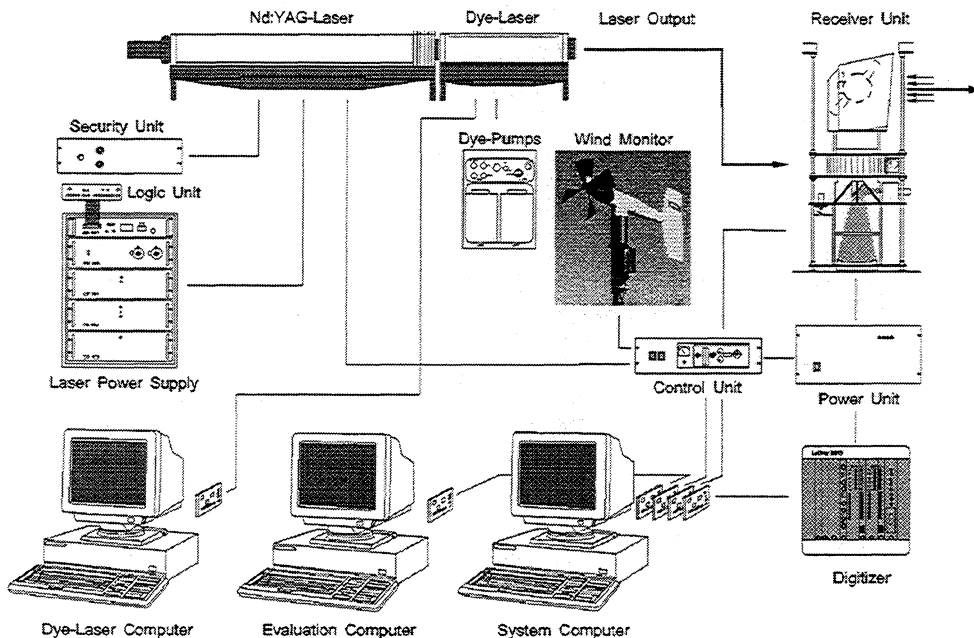 Nd:YAG-Laser
Dye-Laser
Laser Output
Receiver Unit
Security Unit
Dye-Pumps
Wind Monitor
Logic Unit
Laser Power Supply
Control Unit
Power Unit
Digitizer
Dye-Laser Computer
Evaluation Computer
System Computer